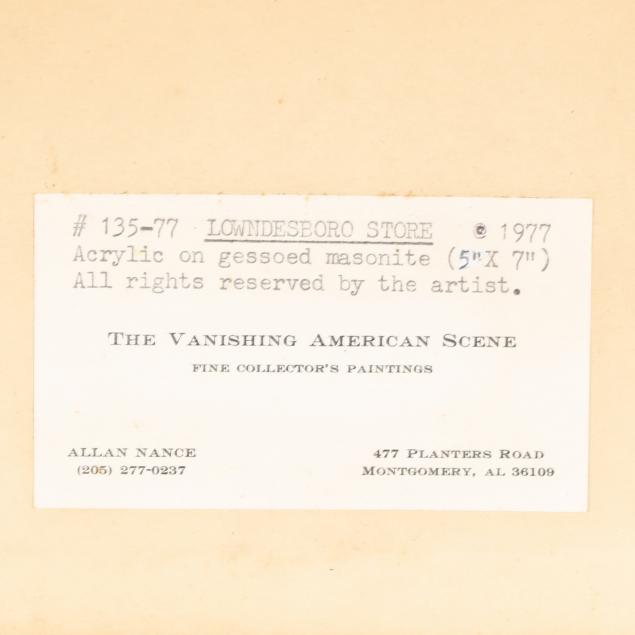 # 135-77 LOWNDESBORO STORE @ 1977
Acrylic on gessoed masonite (5"X 7")
All rights reserved by the artist.
THE VANISHING AMERICAN SCENE
FINE COLLECTOR'S PAINTINGS
ALLAN NANCE
(205) 277-0237
477 PLANTERS ROAD
MONTGOMERY, AL 36109